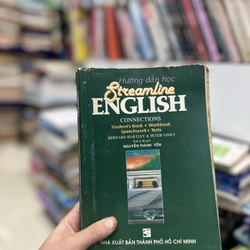 Hướng dẫn học
Streamline
ENGLISH
CONNECTIONS
Student's Book • Workbook
Speechwork • Tests
BERNARD HARTLEY & PETER VINEY
NGUYỄN THÀNH YẾN
NHÀ XUẤT BẢN THÀNH PHỐ HỒ CHÍ MINH